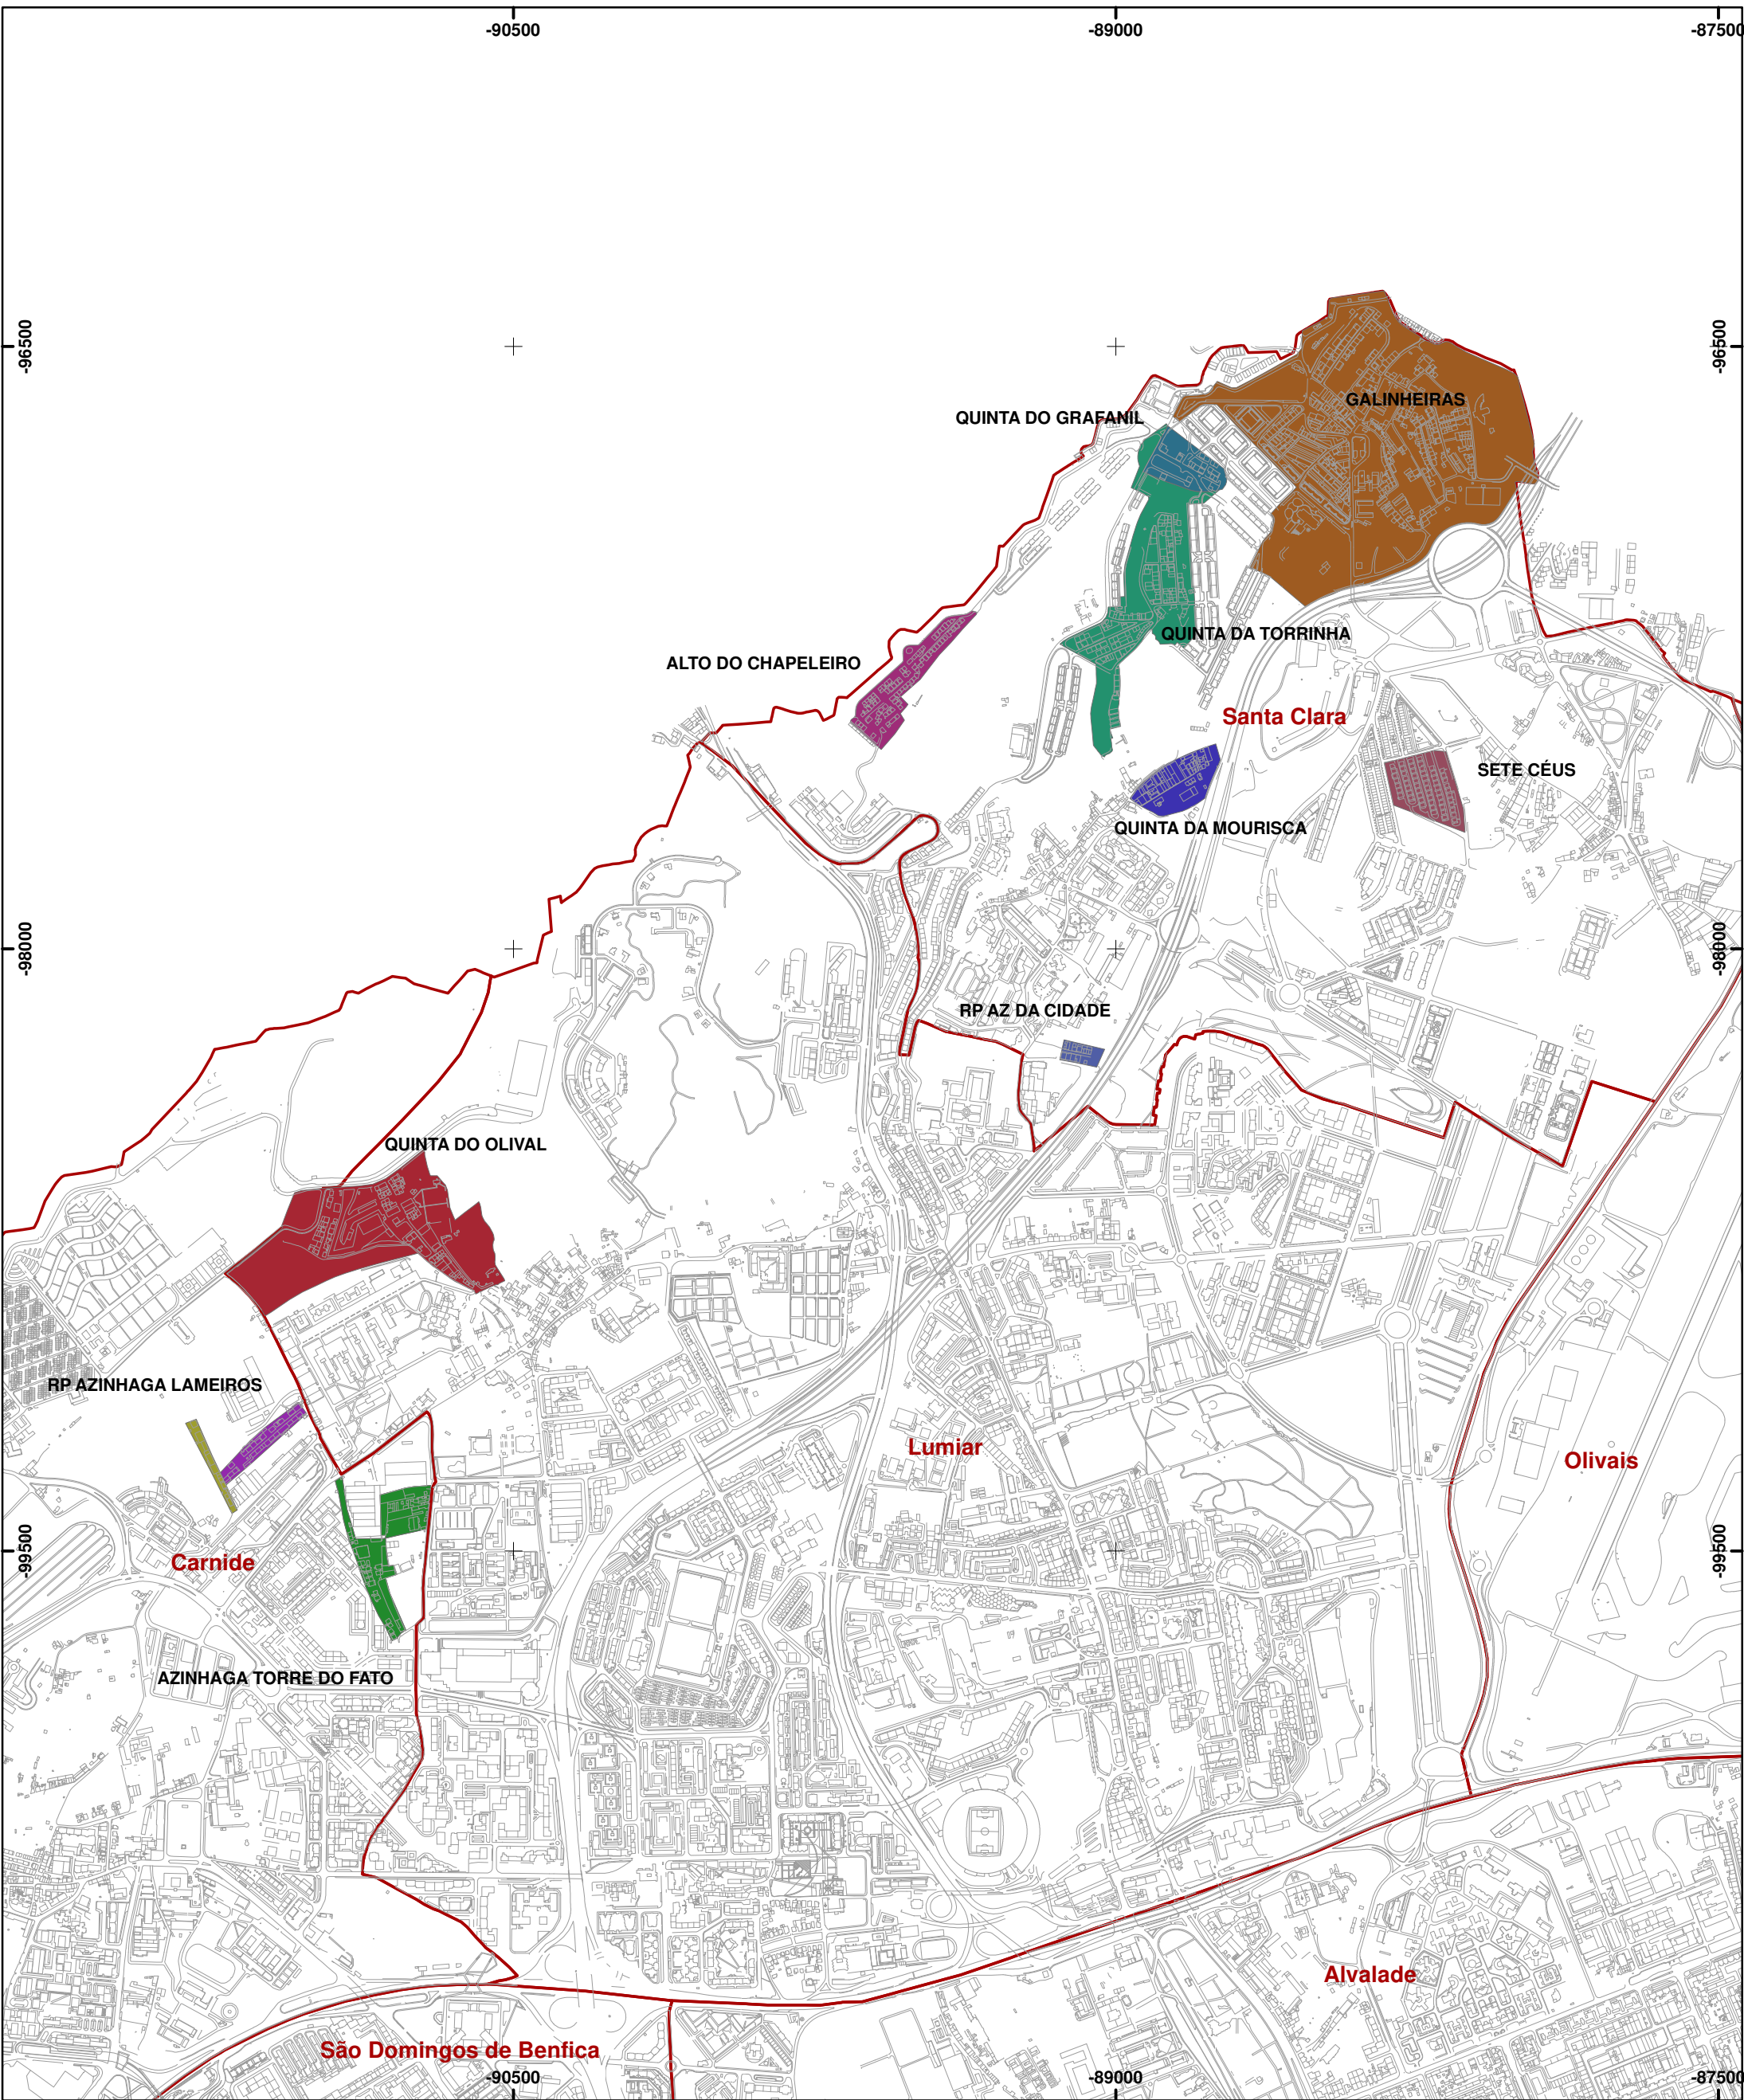 -90500
-89000
-87500
-96500
-96500
GALINHEIRAS
QUINTA DO GRAFANIL
QUINTA DA TORRINHA
ALTO DO CHAPELEIRO
Santa Clara
SETE CÉUS
QUINTA DA MOURISCA
-98000
-98000
RP AZ DA CIDADE
QUINTA DO OLIVAL
RP AZINHAGA LAMEIROS
Lumiar
Olivais
-99500
-99500
Carnide
AZINHAGA TORRE DO FATO
Alvalade
São Domingos de Benfica
-90500
-89000
-87500